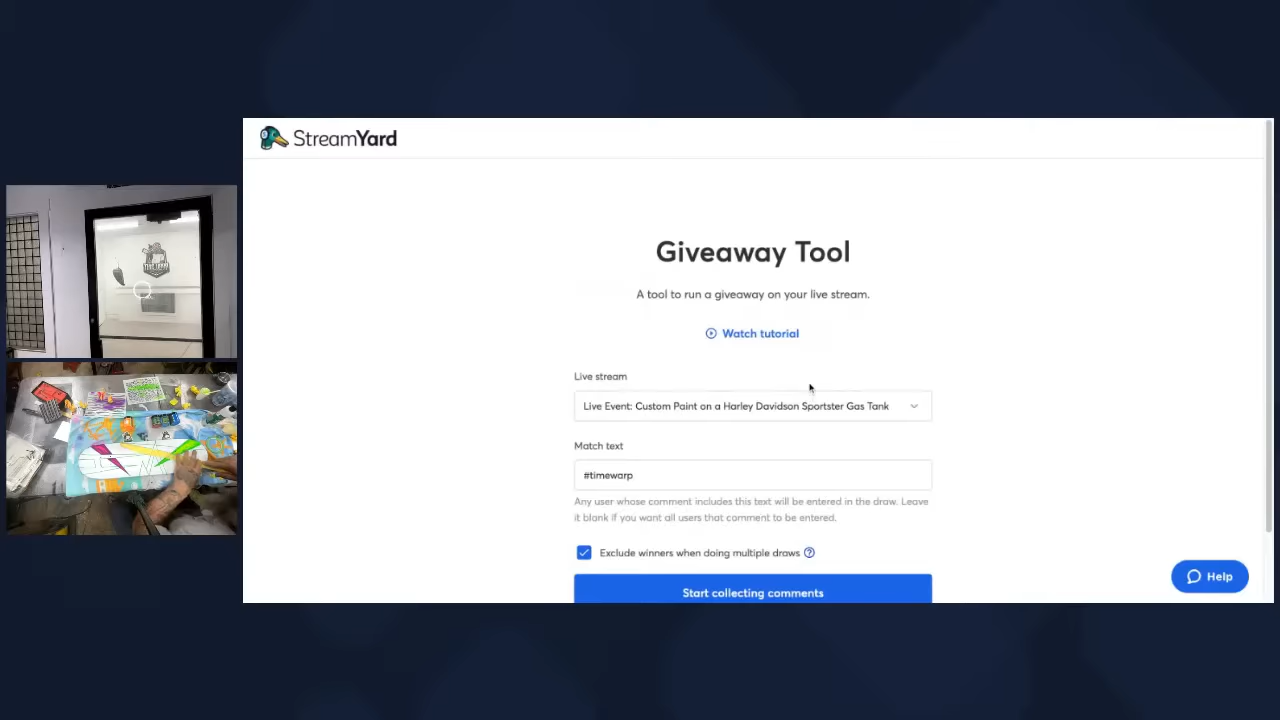 StreamYard
Giveaway Tool
A tool to run a giveaway on your live stream.
Watch tutorial
Live stream
Live Event: Custom Paint on a Harley Davidson Sportster Gas Tank
Match text
#timewarp
Any user whose comment includes this text will be entered in the draw. Leave
it blank if you want all users that comment to be entered.
Exclude winners when doing multiple draws
Start collecting comments
Help